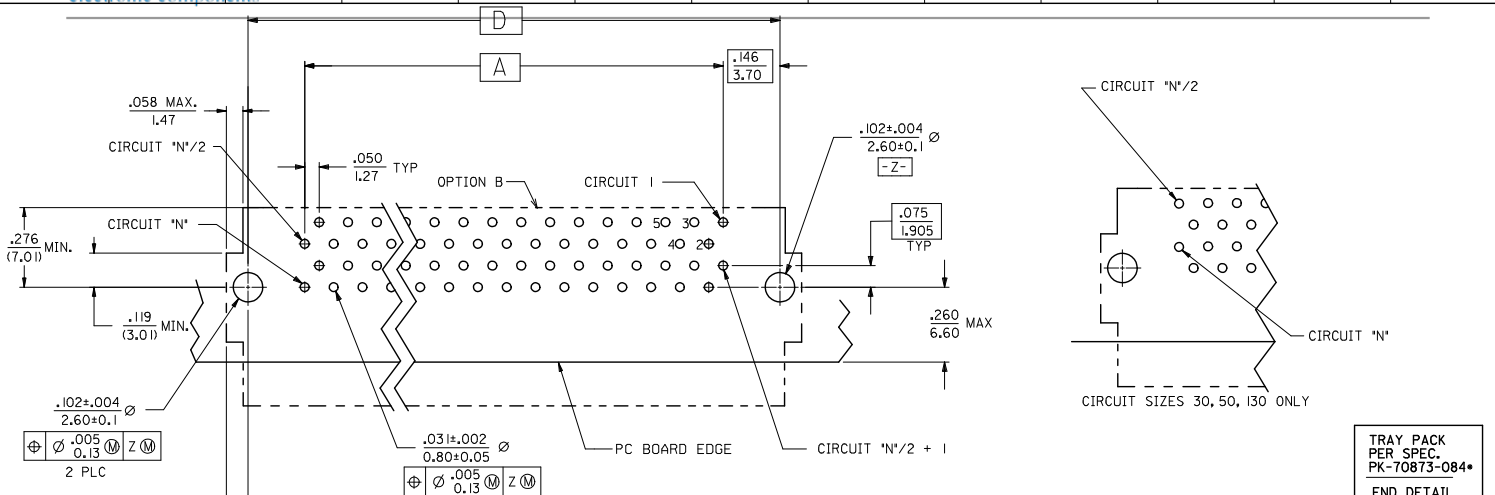 D
A
.146
3.70
.058 MAX.
1.47
CIRCUIT "N"/2
.050
1.27
TYP
OPTION B
CIRCUIT 1
.102±.004
2.60±0.1
Ø
-Z-
CIRCUIT "N"/2
CIRCUIT "N"
5 3
4 2
.075
1.905
TYP
.276
(7.01)
MIN.
.119
(3.01)
MIN.
.260
6.60
MAX
CIRCUIT "N"
CIRCUIT SIZES 30, 50, 130 ONLY
.102±.004
2.60±0.1
Ø
⌖ Ø .005 Ⓜ Z Ⓜ
0.13
2 PLC
.031±.002
0.80±0.05
Ø
⌖ Ø .005 Ⓜ Z Ⓜ
0.13
PC BOARD EDGE
CIRCUIT "N"/2 + 1
TRAY PACK
PER SPEC.
PK-70873-084*
END DETAIL